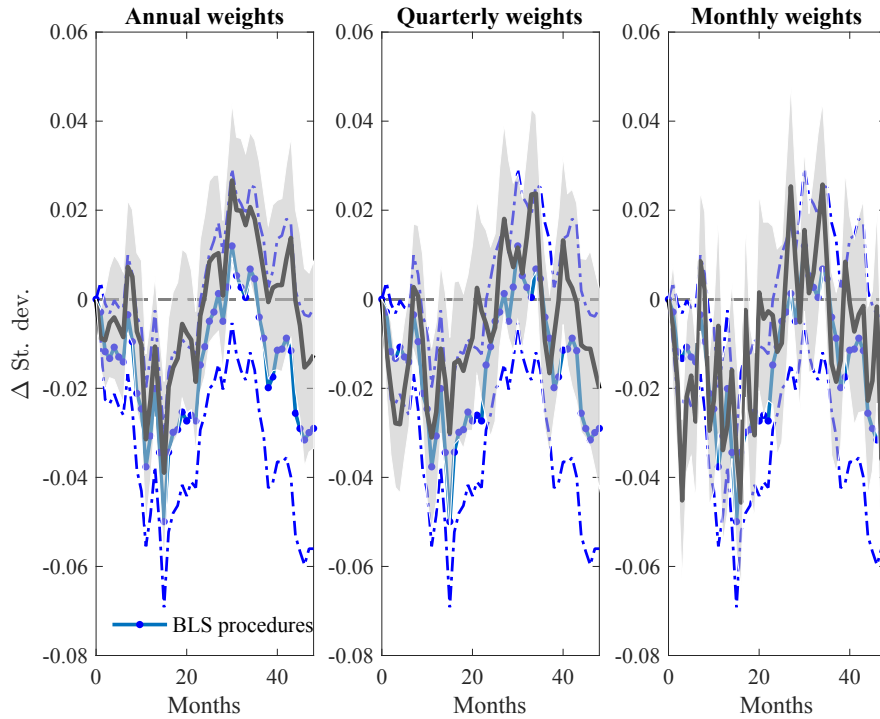 Annual weights
Quarterly weights
Monthly weights
0.06
0.04
0.02
0
-0.02
-0.04
-0.06
-0.08
0.06
0.04
0.02
0
-0.02
-0.04
-0.06
-0.08
0.06
0.04
0.02
0
-0.02
-0.04
-0.06
-0.08
Δ St. dev.
BLS procedures
0 20 40
0 20 40
0 20 40
Months
Months
Months